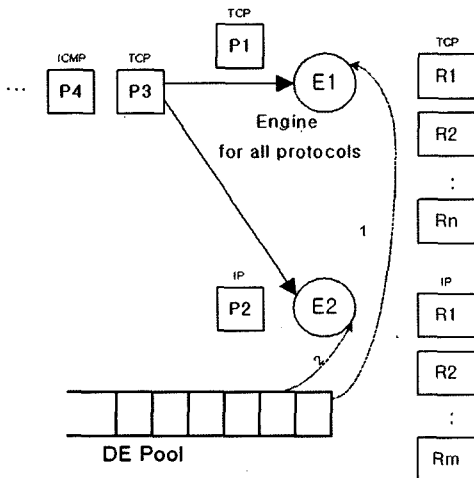 TCP
P1
ICMP
P4
TCP
P3
...
E1
Engine
for all protocols
TCP
R1
R2
:
Rn
1
IP
P2
E2
2
IP
R1
R2
:
Rm
DE Pool